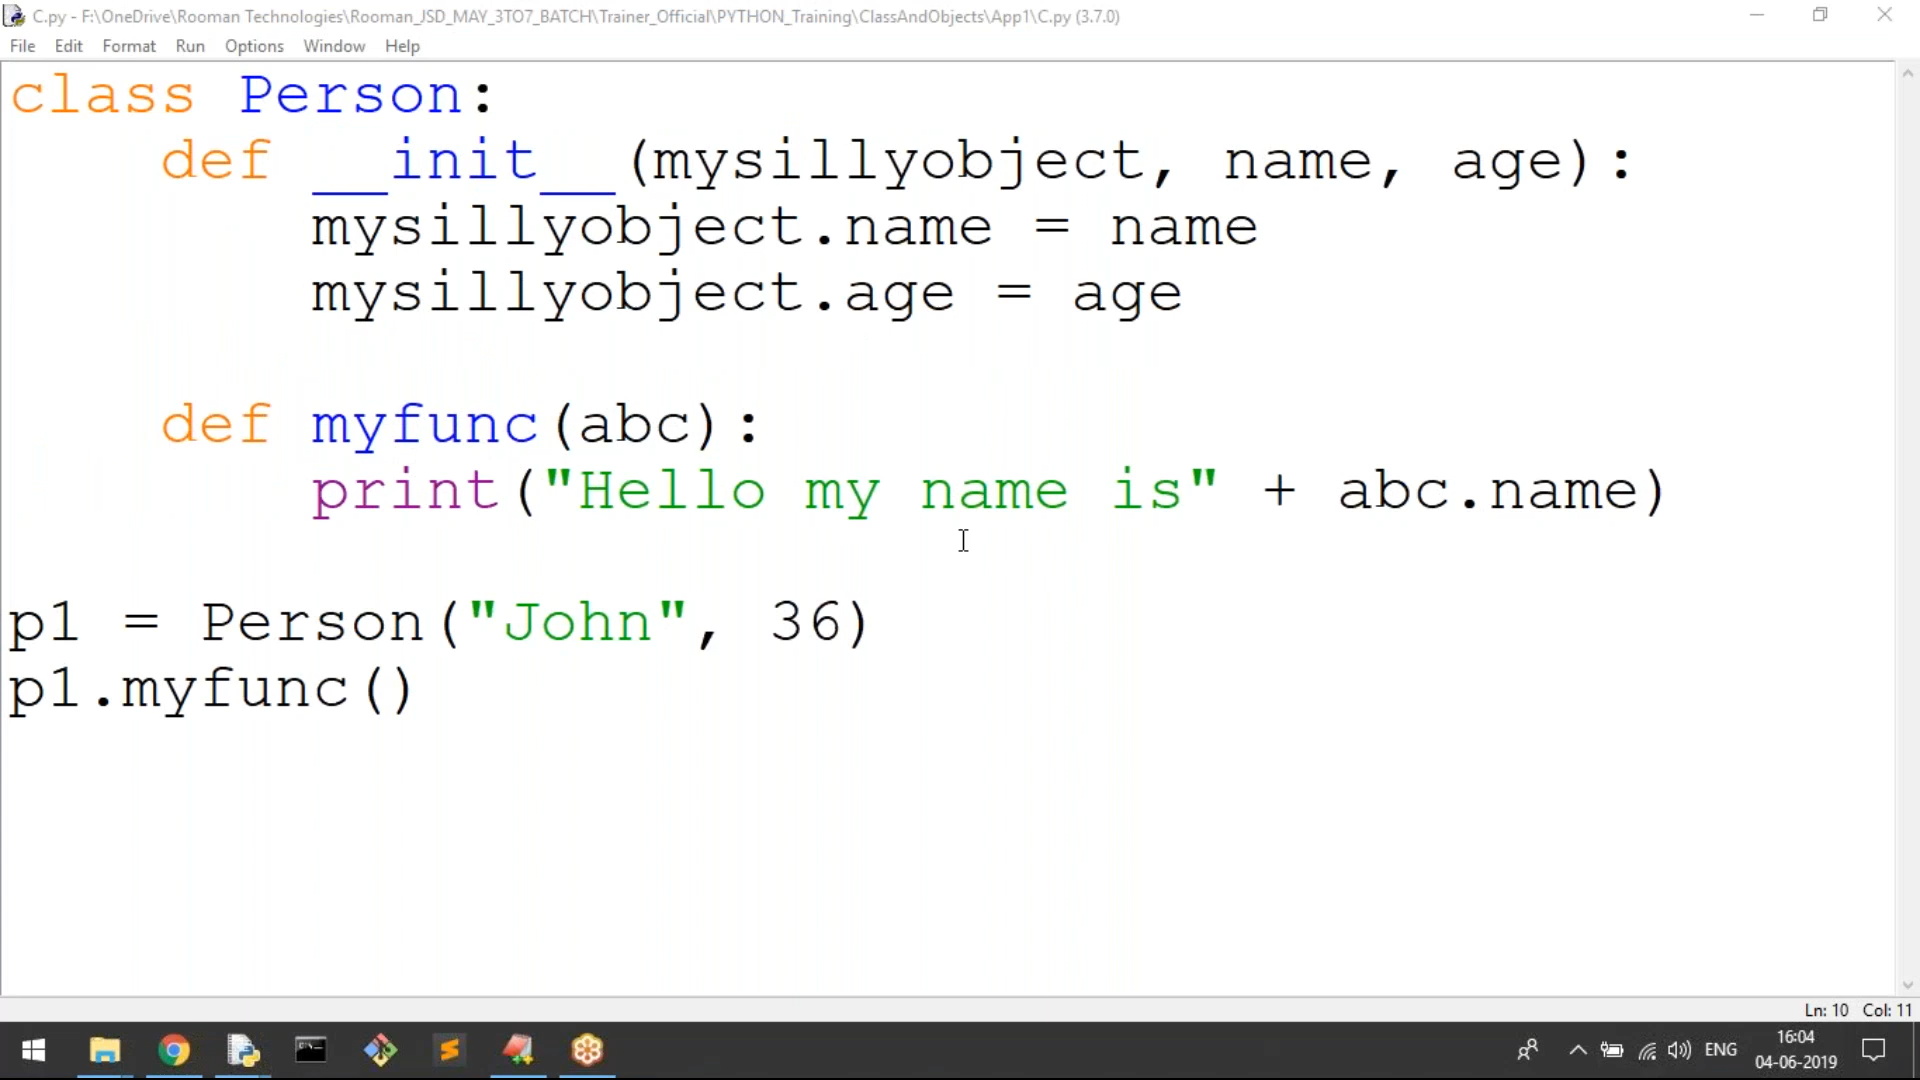 C.py - F:\OneDrive\Rooman Technologies\Rooman_JSD_MAY_3TO7_BATCH\Trainer_Official\PYTHON_Training\ClassAndObjects\App1\C.py (3.7.0)
File Edit Format Run Options Window Help
class Person:
    def __init__(mysillyobject, name, age):
        mysillyobject.name = name
        mysillyobject.age = age
    def myfunc(abc):
        print("Hello my name is" + abc.name)
p1 = Person("John", 36)
p1.myfunc()
Ln: 10 Col: 11
ENG
16:04
04-06-2019